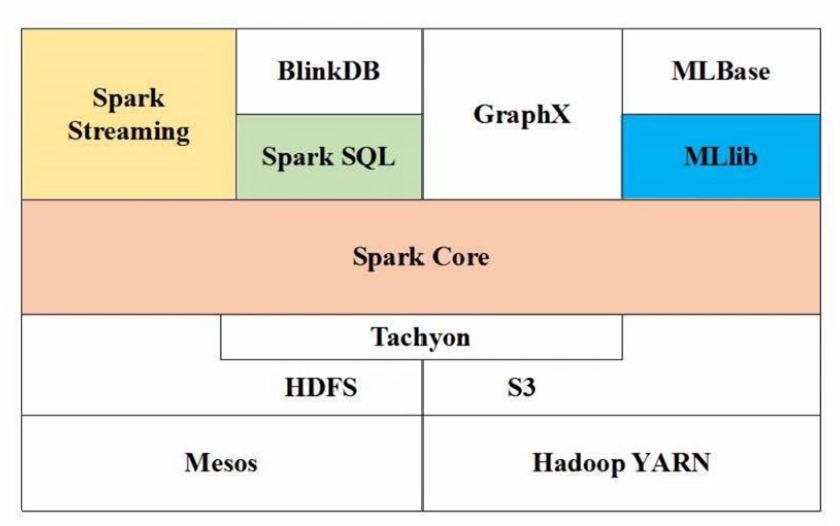 Spark
Streaming
BlinkDB
Spark SQL
GraphX
MLBase
MLlib
Spark Core
Tachyon
HDFS
S3
Mesos
Hadoop YARN